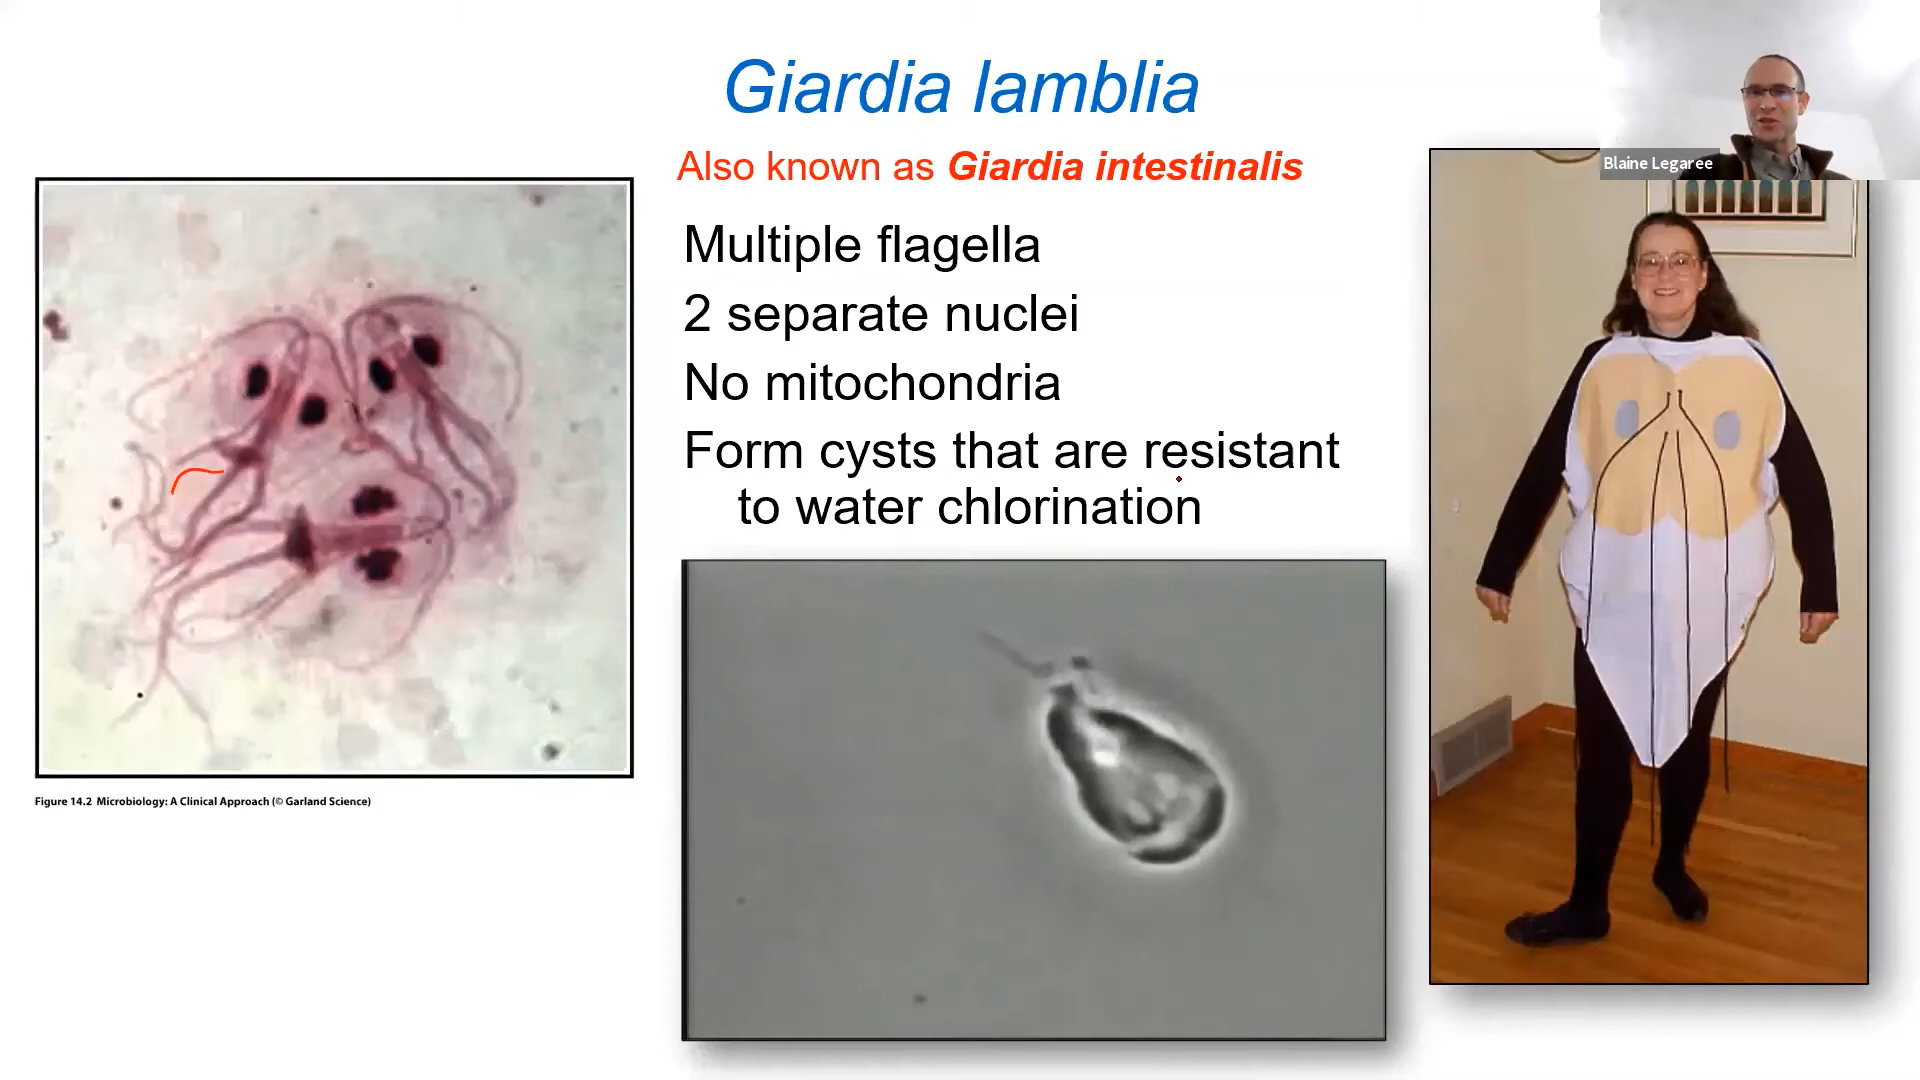 Giardia lamblia
Also known as Giardia intestinalis
Multiple flagella
2 separate nuclei
No mitochondria
Form cysts that are resistant
to water chlorination
Blaine Legaree
Figure 14.2 Microbiology: A Clinical Approach (© Garland Science)